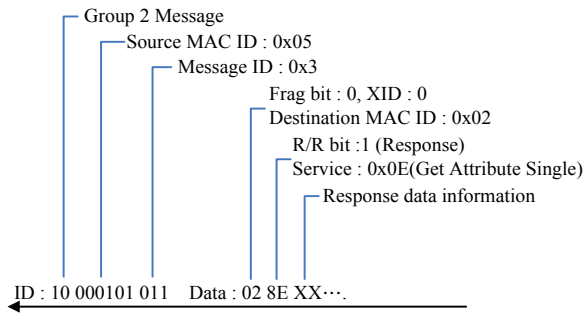 Group 2 Message
Source MAC ID : 0x05
Message ID : 0x3
Frag bit : 0, XID : 0
Destination MAC ID : 0x02
R/R bit :1 (Response)
Service : 0x0E(Get Attribute Single)
Response data information
ID : 10 000101 011 Data : 02 8E XX···.